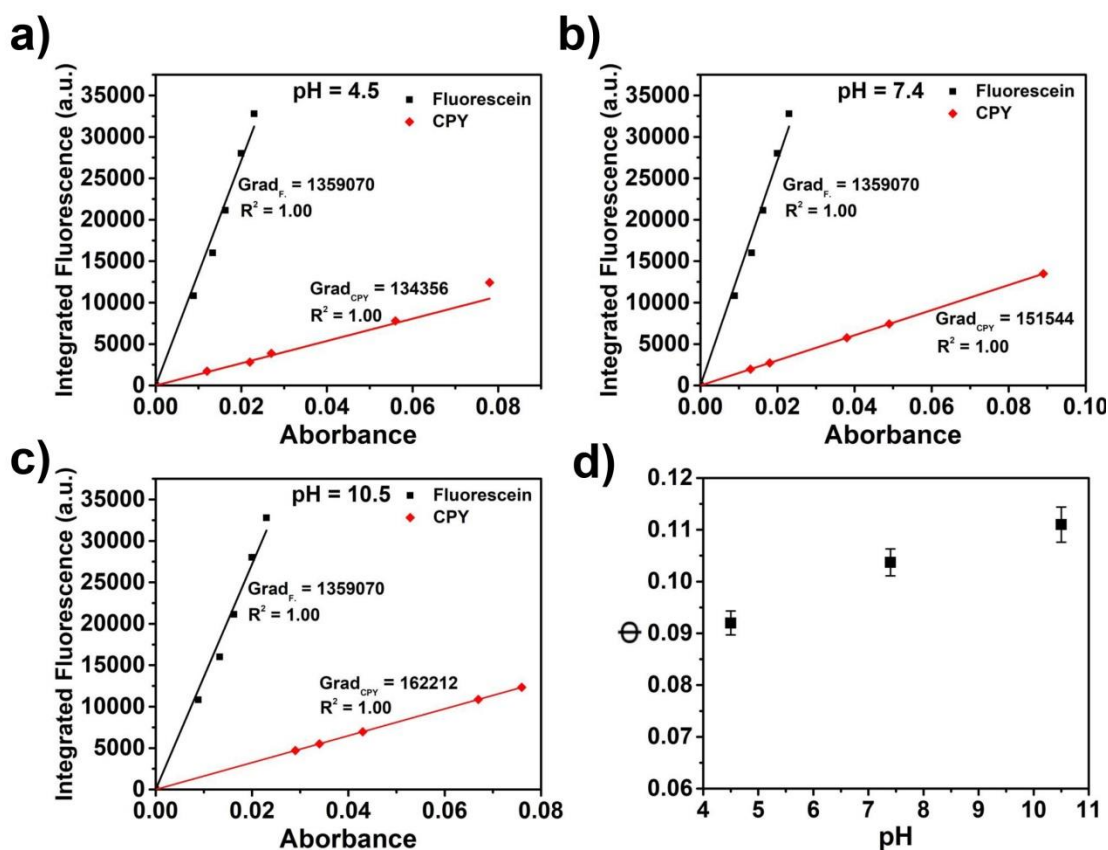 a)
pH = 4.5
Fluorescein
CPY
Integrated Fluorescence (a.u.)
35000
30000
25000
20000
15000
10000
5000
0
Grad_F. = 1359070
R² = 1.00
Grad_CPY = 134356
R² = 1.00
0.00 0.02 0.04 0.06 0.08
Aborbance
b)
pH = 7.4
Fluorescein
CPY
Integrated Fluorescence (a.u.)
35000
30000
25000
20000
15000
10000
5000
0
Grad_F. = 1359070
R² = 1.00
Grad_CPY = 151544
R² = 1.00
0.00 0.02 0.04 0.06 0.08 0.10
Aborbance
c)
pH = 10.5
Fluorescein
CPY
Integrated Fluorescence (a.u.)
35000
30000
25000
20000
15000
10000
5000
0
Grad_F. = 1359070
R² = 1.00
Grad_CPY = 162212
R² = 1.00
0.00 0.02 0.04 0.06 0.08
Aborbance
d)
Φ
0.12
0.11
0.10
0.09
0.08
0.07
0.06
4 5 6 7 8 9 10 11
pH